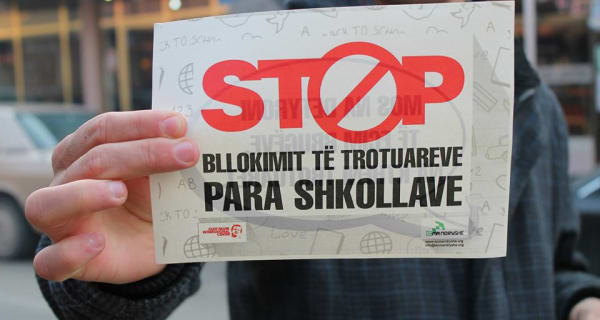 STOP
BLLOKIMIT TË TROTUAREVE
PARA SHKOLLAVE